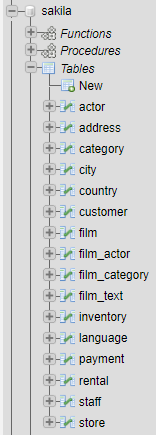 sakila
Functions
Procedures
Tables
New
actor
address
category
city
country
customer
film
film_actor
film_category
film_text
inventory
language
payment
rental
staff
store